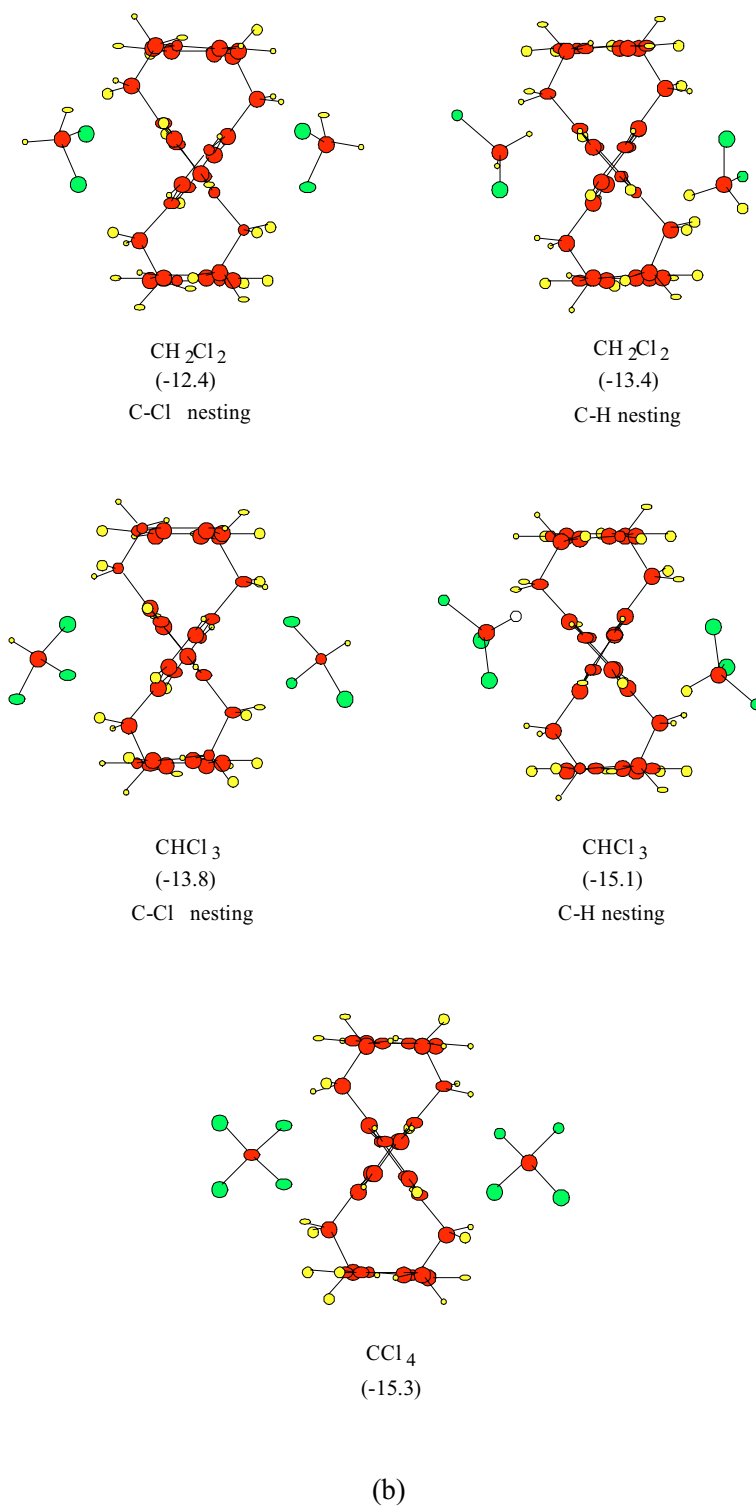 CH2Cl2
(-12.4)
C-Cl nesting
CH2Cl2
(-13.4)
C-H nesting
CHCl3
(-13.8)
C-Cl nesting
CHCl3
(-15.1)
C-H nesting
CCl4
(-15.3)
(b)